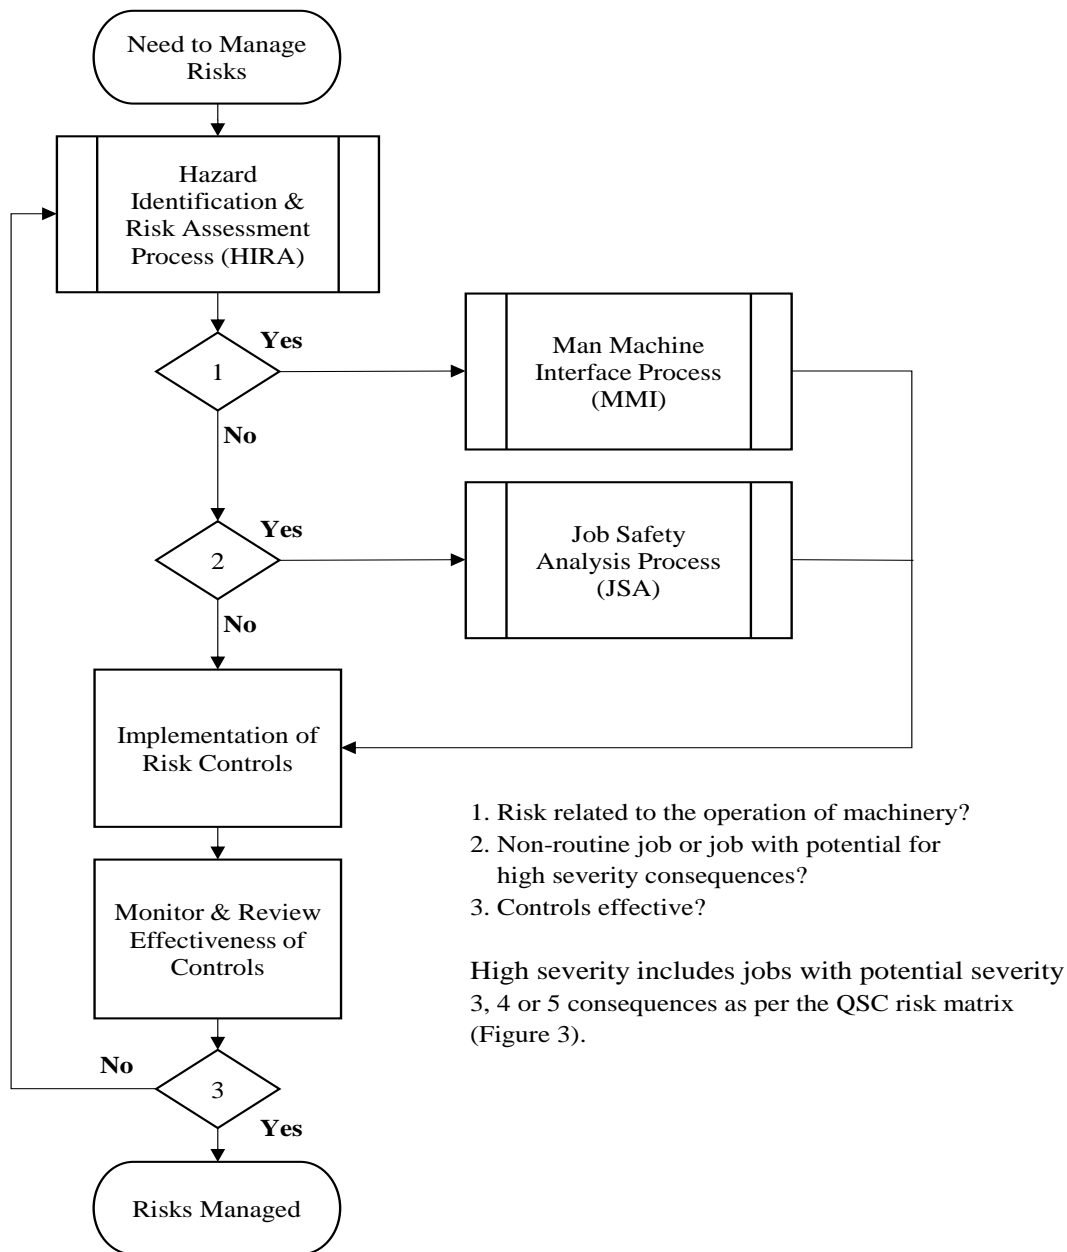 Need to Manage
Risks
Hazard
Identification &
Risk Assessment
Process (HIRA)
Yes
1
Man Machine
Interface Process
(MMI)
No
Yes
2
Job Safety
Analysis Process
(JSA)
No
Implementation of
Risk Controls
1. Risk related to the operation of machinery?
2. Non-routine job or job with potential for
high severity consequences?
3. Controls effective?
Monitor & Review
Effectiveness of
Controls
High severity includes jobs with potential severity
3, 4 or 5 consequences as per the QSC risk matrix
(Figure 3).
No
3
Yes
Risks Managed